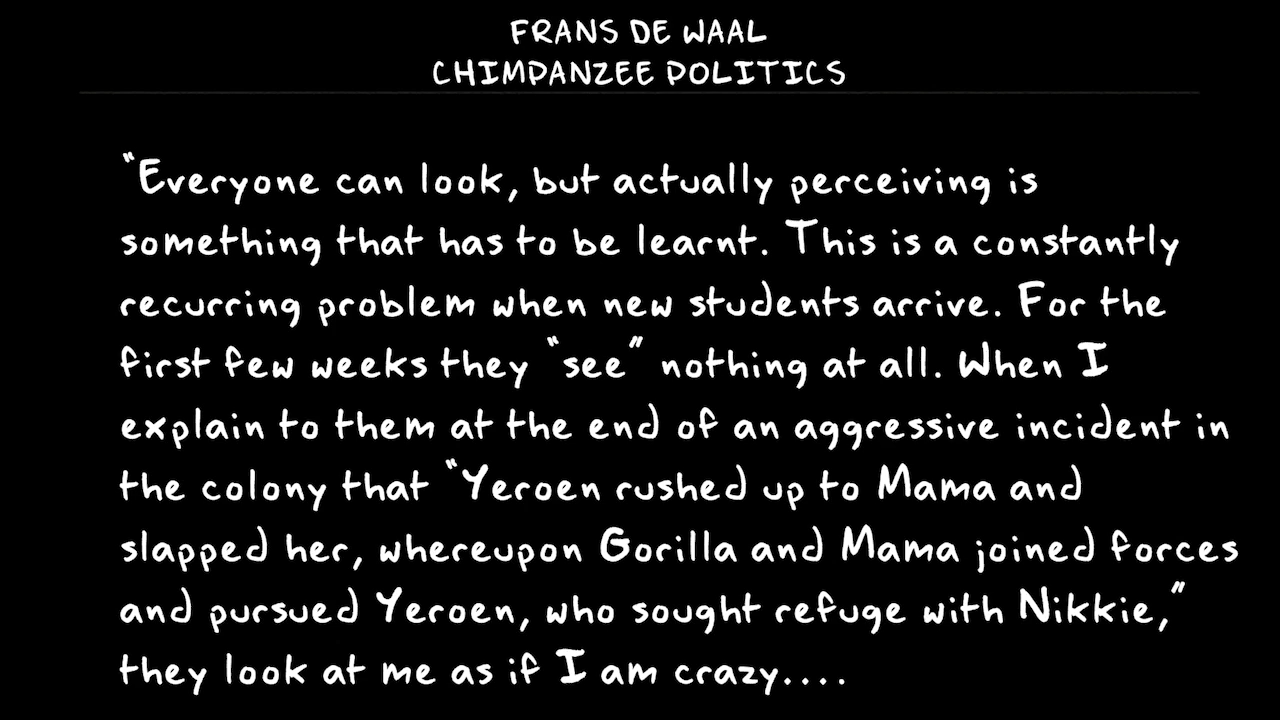 FRANS DE WAAL
CHIMPANZEE POLITICS
"Everyone can look, but actually perceiving is
something that has to be learnt. This is a constantly
recurring problem when new students arrive. For the
first few weeks they "see" nothing at all. When I
explain to them at the end of an aggressive incident in
the colony that "Yeroen rushed up to Mama and
slapped her, whereupon Gorilla and Mama joined forces
and pursued Yeroen, who sought refuge with Nikkie,"
they look at me as if I am crazy....